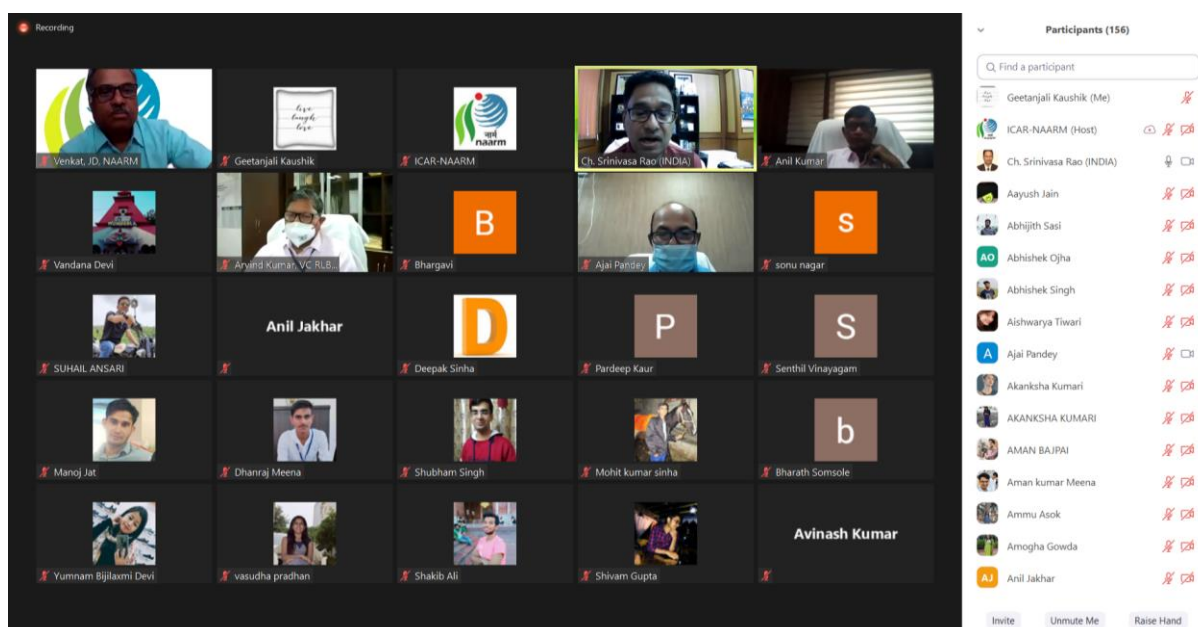 Recording
Participants (156)
Find a participant
Venkat, JD, NAARM
live
laugh
love
Geetanjali Kaushik
नार्म
naarm
ICAR-NAARM
Ch. Srinivasa Rao (INDIA)
Anil Kumar
Vandana Devi
Arvind Kumar, VC RLB...
B
Bhargavi
Ajai Pandey
s
sonu nagar
SUHAIL ANSARI
Anil Jakhar
D
Deepak Sinha
P
Pardeep Kaur
S
Senthil Vinayagam
Manoj Jat
Dhanraj Meena
Shubham Singh
Mohit kumar sinha
b
Bharath Somsole
Yumnam Bijilaxmi Devi
vasudha pradhan
Shakib Ali
Shivam Gupta
Avinash Kumar
Geetanjali Kaushik (Me)
ICAR-NAARM (Host)
Ch. Srinivasa Rao (INDIA)
Aayush Jain
Abhijith Sasi
AO Abhishek Ojha
Abhishek Singh
Aishwarya Tiwari
A Ajai Pandey
Akanksha Kumari
AKANKSHA KUMARI
AMAN BAJPAI
Aman kumar Meena
Ammu Asok
Amogha Gowda
AJ Anil Jakhar
Invite Unmute Me Raise Hand